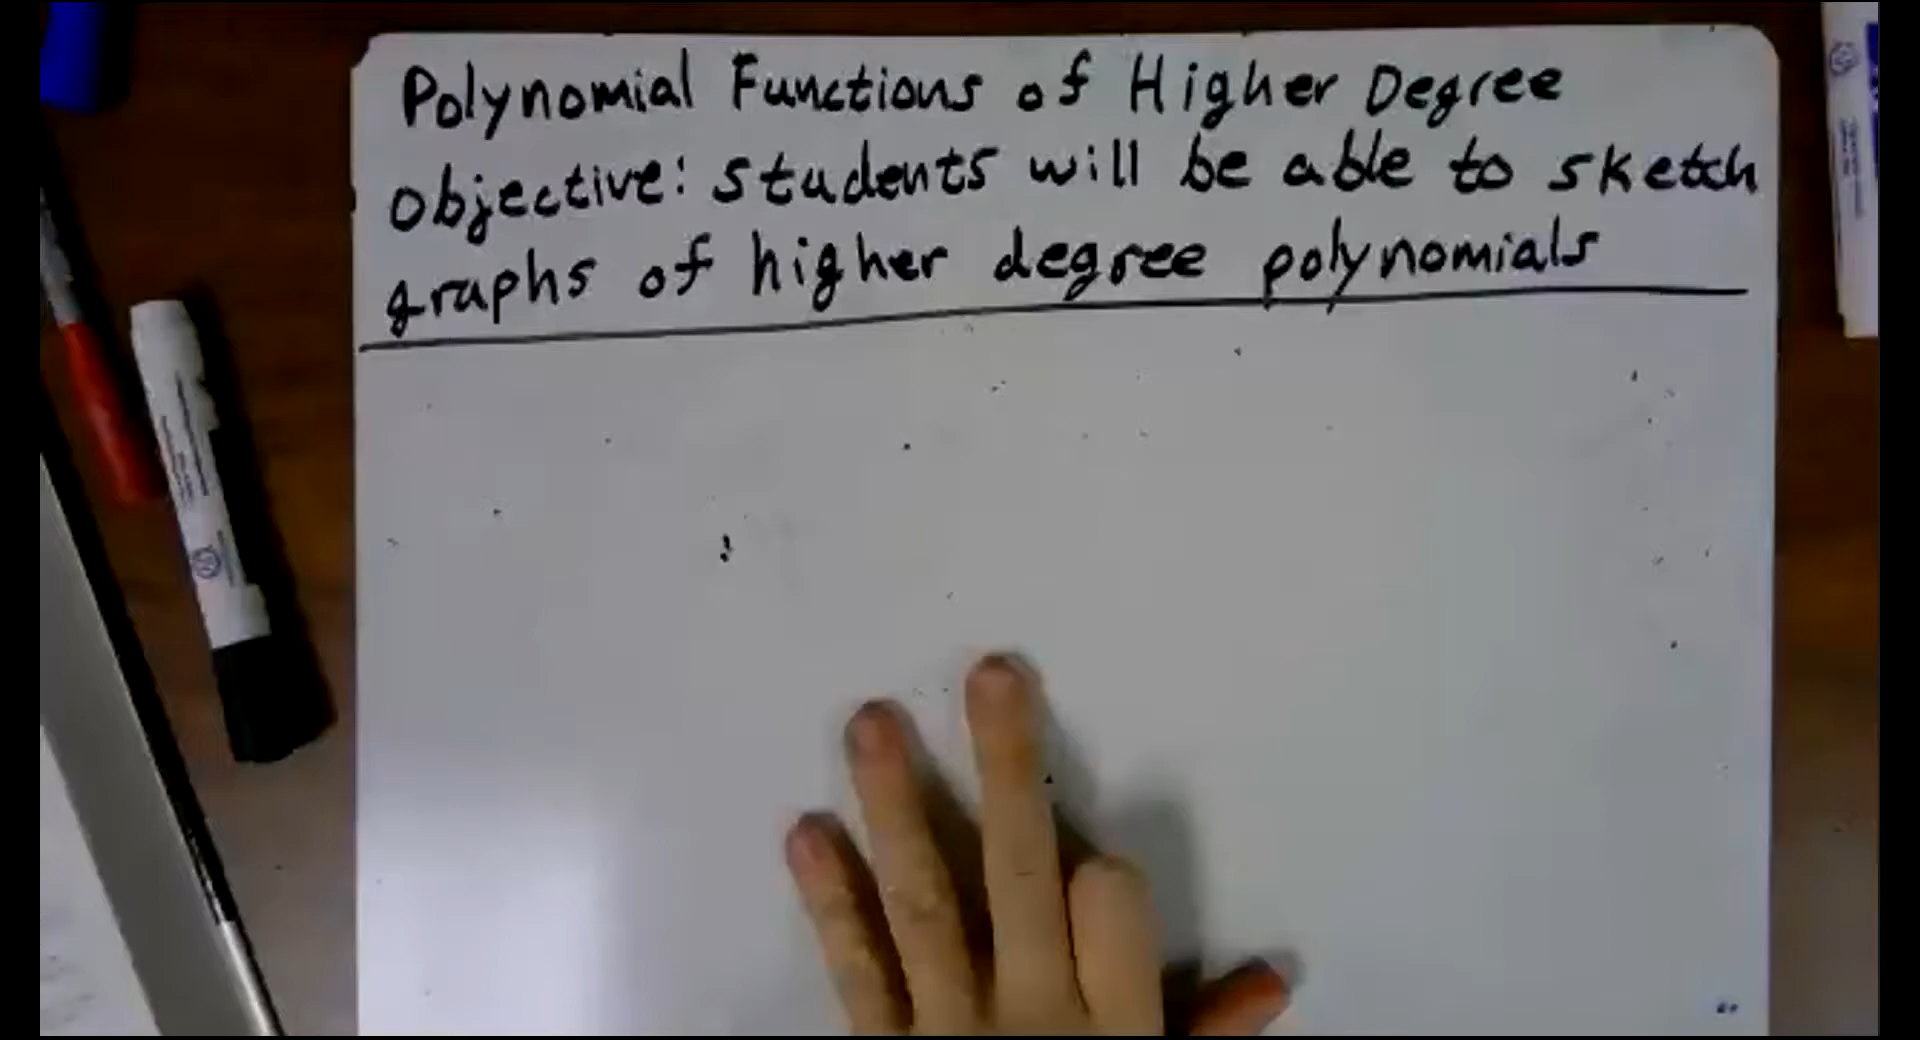 Polynomial Functions of Higher Degree
Objective: students will be able to sketch
graphs of higher degree polynomials